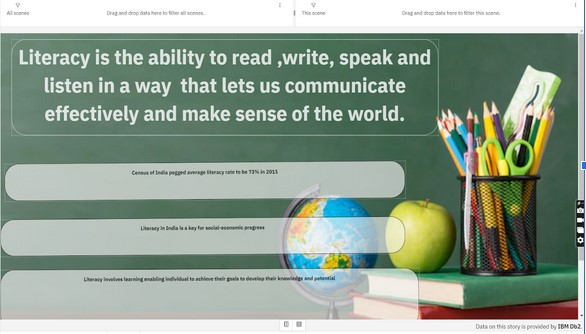 All scenes
Drag and drop data here to filter all scenes.
This scene
Drag and drop data here to filter this scene.
Literacy is the ability to read ,write, speak and
listen in a way that lets us communicate
effectively and make sense of the world.
Census of India pegged average literacy rate to be 73% in 2011
Literacy in India is a key for social-economic progress
Literacy involves learning enabling individual to achieve their goals to develop their knowledge and potential
Data on this story is provided by IBM Db2.